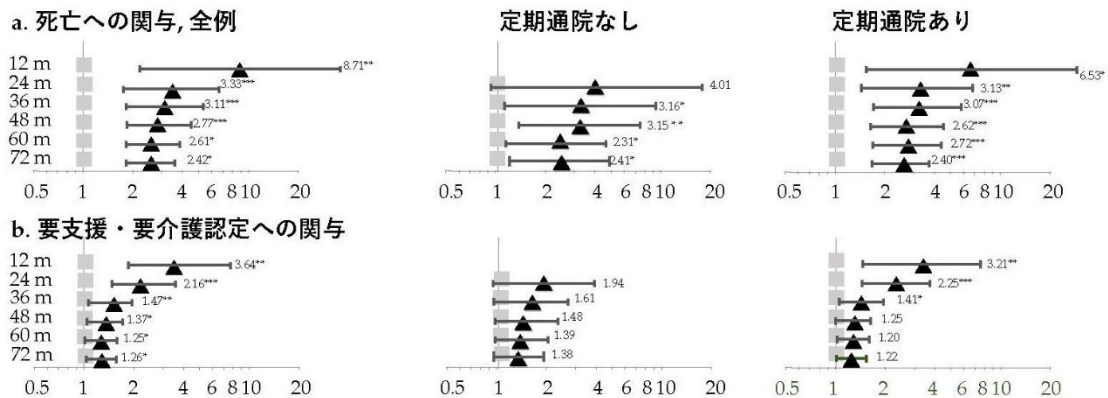 a. 死亡への関与, 全例 定期通院なし 定期通院あり
12 m 8.71** 6.53*
24 m 3.33*** 4.01 3.13**
36 m 3.11*** 3.16* 3.07***
48 m 2.77*** 3.15** 2.62***
60 m 2.61* 2.31* 2.72***
72 m 2.42* 2.41* 2.40***
0.5 1 2 4 8 10 20 0.5 1 2 4 8 10 20 0.5 1 2 4 8 10 20
b. 要支援・要介護認定への関与
12 m 3.64** 3.21**
24 m 2.16*** 1.94 2.25***
36 m 1.47** 1.61 1.41*
48 m 1.37* 1.48 1.25
60 m 1.25* 1.39 1.20
72 m 1.26* 1.38 1.22
0.5 1 2 4 8 10 20 0.5 1 2 4 8 10 20 0.5 1 2 4 8 10 20